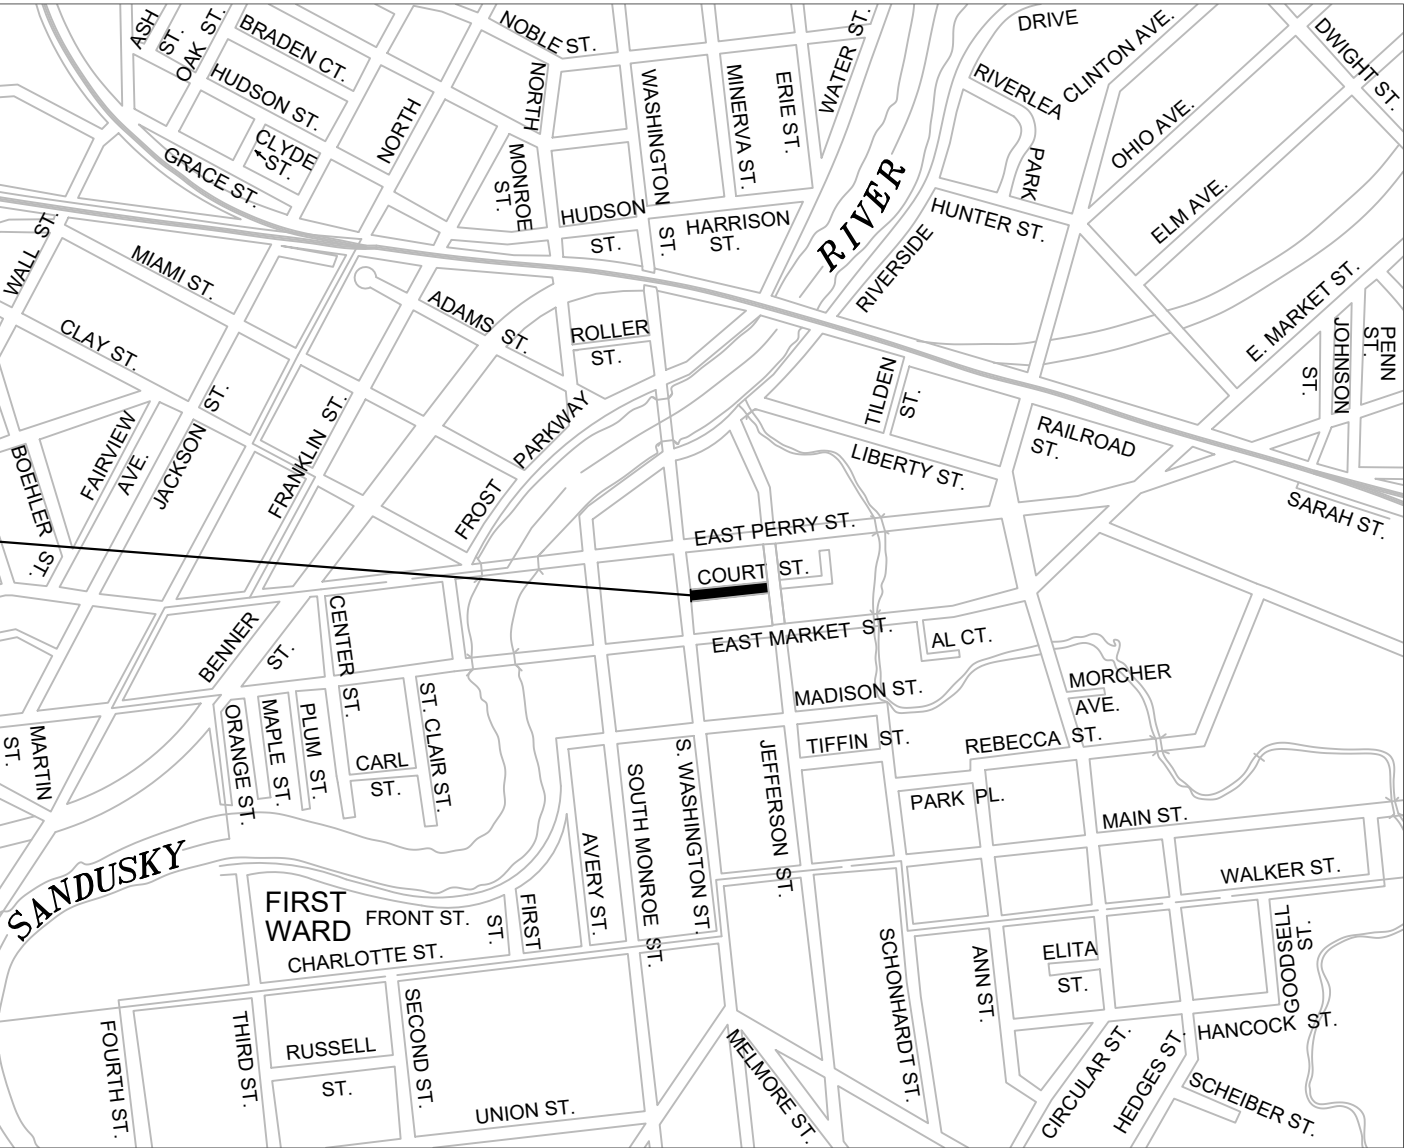 ASH
ST.
OAK ST.
BRADEN CT.
HUDSON ST.
CLYDE
ST.
GRACE ST.
NORTH
NOBLE ST.
NORTH
MONROE
ST.
WASHINGTON
ST.
MINERVA ST.
ERIE ST.
WATER ST.
HUDSON
ST.
HARRISON
ST.
RIVER
DRIVE
RIVERLEA
PARK
CLINTON AVE.
OHIO AVE.
ELM AVE.
DWIGHT ST.
HUNTER ST.
RIVERSIDE
E. MARKET ST.
JOHNSON
ST.
PENN
ST.
WALL ST.
MIAMI ST.
CLAY ST.
ADAMS ST.
ROLLER
ST.
FROST PARKWAY
FRANKLIN ST.
JACKSON ST.
FAIRVIEW
AVE.
BOEHLER
ST.
TILDEN
ST.
LIBERTY ST.
RAILROAD
ST.
SARAH ST.
EAST PERRY ST.
COURT ST.
EAST MARKET ST.
AL CT.
MADISON ST.
MORCHER
AVE.
TIFFIN ST.
REBECCA ST.
PARK PL.
MAIN ST.
WALKER ST.
BENNER
ST.
CENTER
ST.
ST. CLAIR ST.
ORANGE ST.
MAPLE ST.
PLUM ST.
CARL
ST.
MARTIN
ST.
SANDUSKY
FIRST
WARD
FRONT ST.
FIRST
ST.
CHARLOTTE ST.
AVERY ST.
SOUTH MONROE ST.
S. WASHINGTON ST.
JEFFERSON ST.
SCHONHARDT ST.
ANN ST.
ELITA
ST.
GOODSELL
ST.
HANCOCK ST.
CIRCULAR ST.
HEDGES ST.
SCHEIBER ST.
FOURTH ST.
THIRD ST.
RUSSELL
ST.
SECOND ST.
UNION ST.
MELMORE ST.